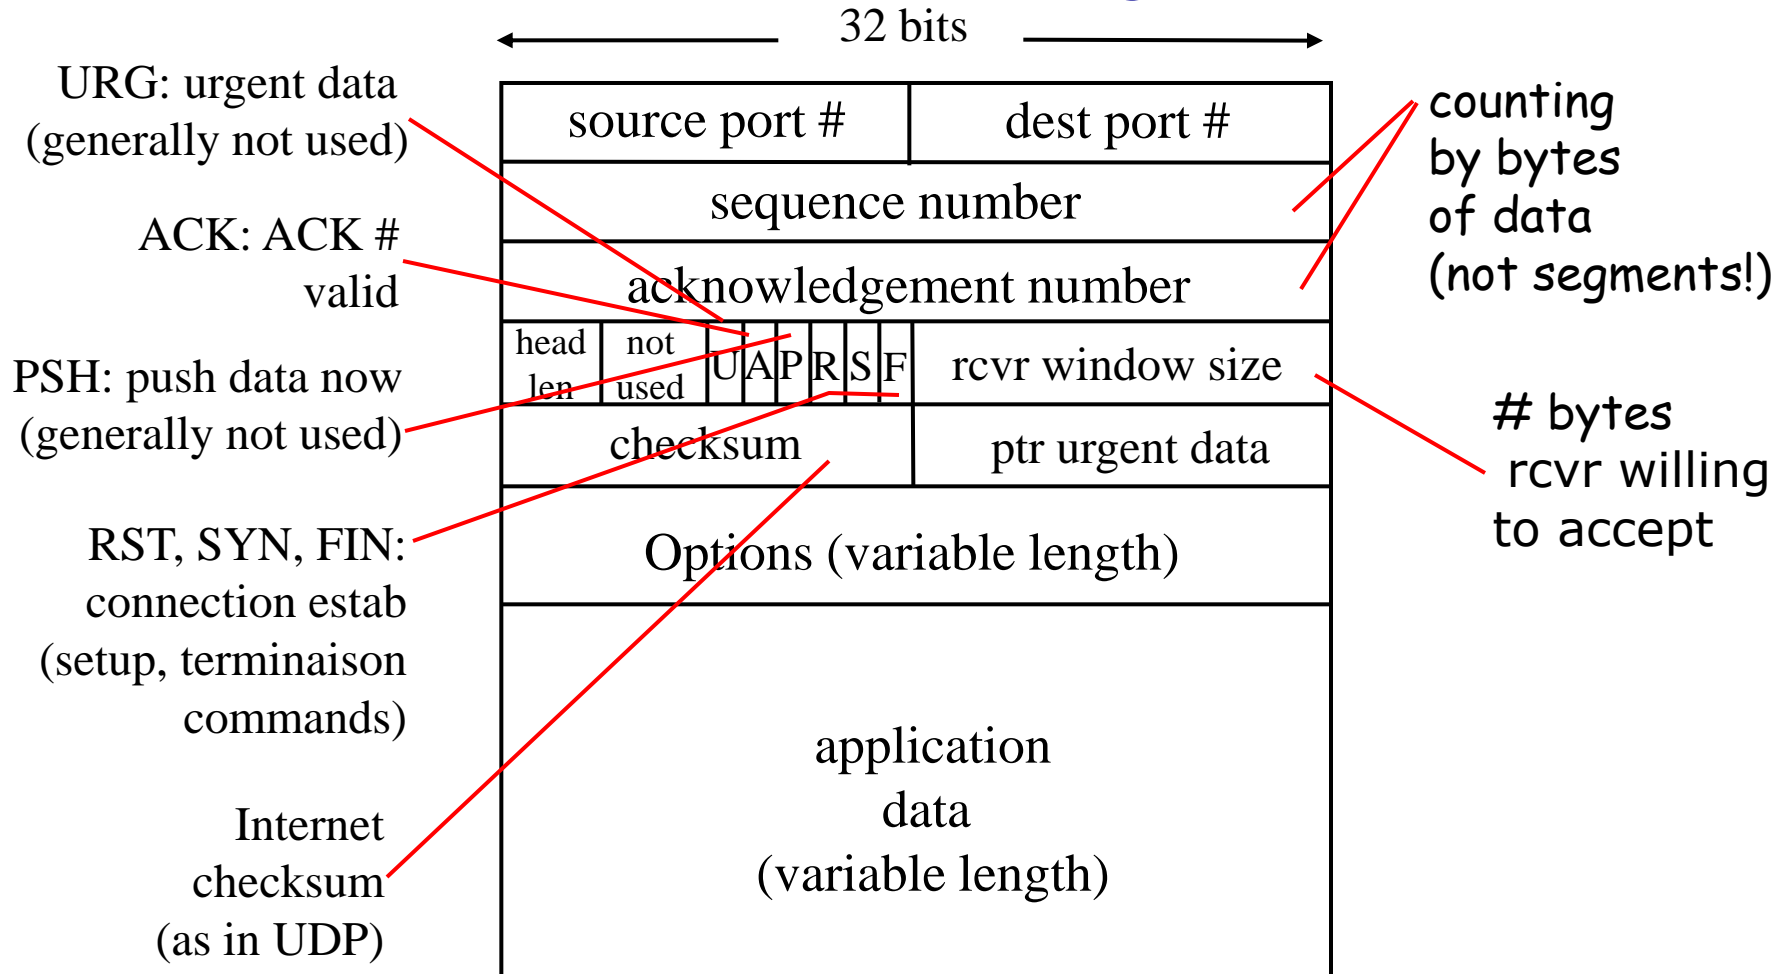 32 bits
URG: urgent data
(generally not used)
ACK: ACK #
valid
PSH: push data now
(generally not used)
RST, SYN, FIN:
connection estab
(setup, terminaison
commands)
Internet
checksum
(as in UDP)
source port #
dest port #
sequence number
acknowledgement number
head
len
not
used
U
A
P
R
S
F
rcvr window size
checksum
ptr urgent data
Options (variable length)
application
data
(variable length)
counting
by bytes
of data
(not segments!)
# bytes
rcvr willing
to accept